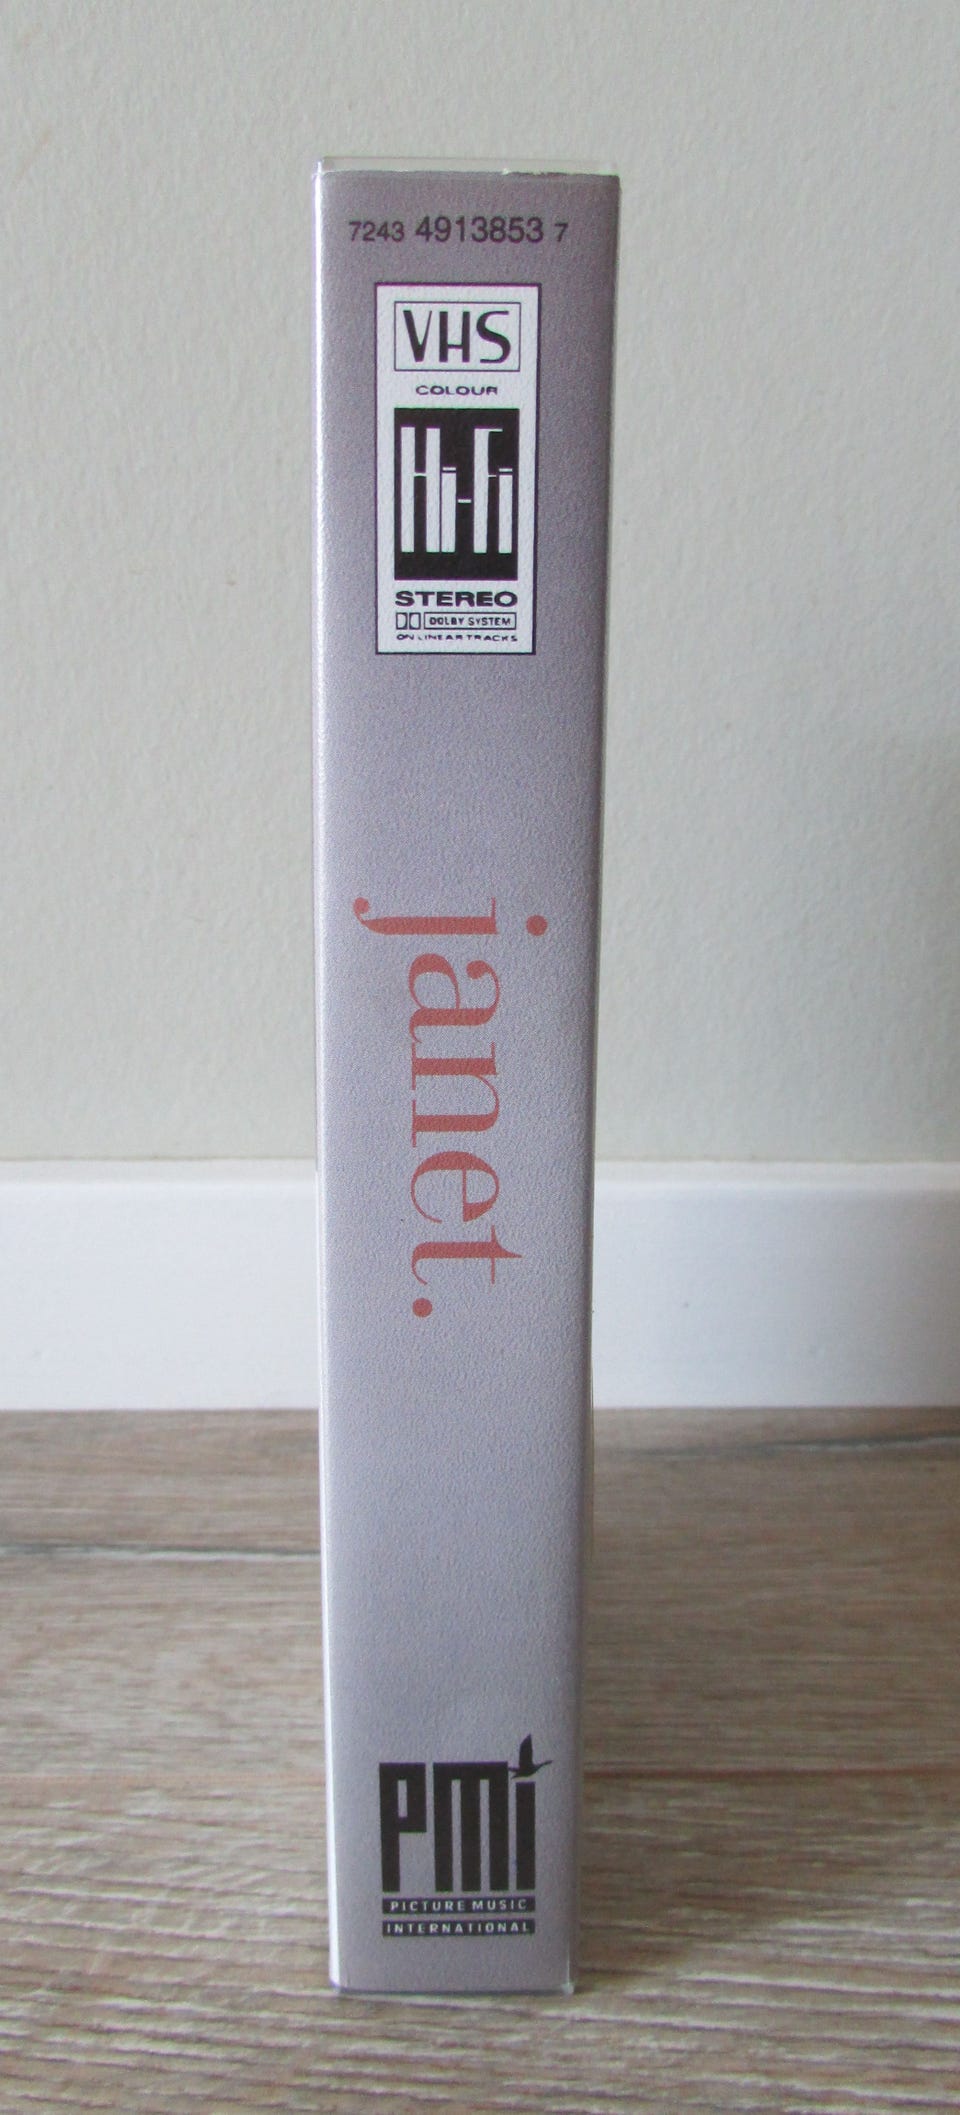 7243 4913853 7
VHS
COLOUR
Hi-Fi
STEREO
DOLBY SYSTEM
ON LINEAR TRACKS
janet.
PMi
PICTURE MUSIC
INTERNATIONAL